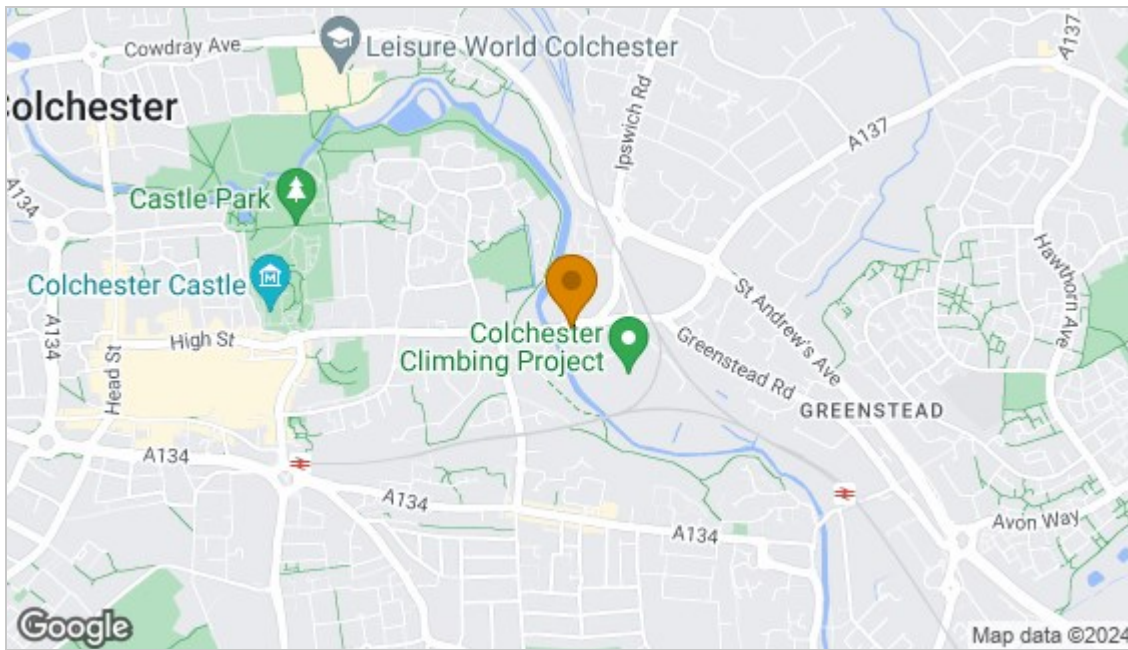 Cowdray Ave
Leisure World Colchester
A137
Colchester
Ipswich Rd
A137
A134
Castle Park
Hawthorn Ave
Colchester Castle
St Andrew's Ave
A134
High St
Head St
Colchester
Climbing Project
Greenstead Rd
GREENSTEAD
A134
A134
A134
Avon Way
Google
Map data ©2024